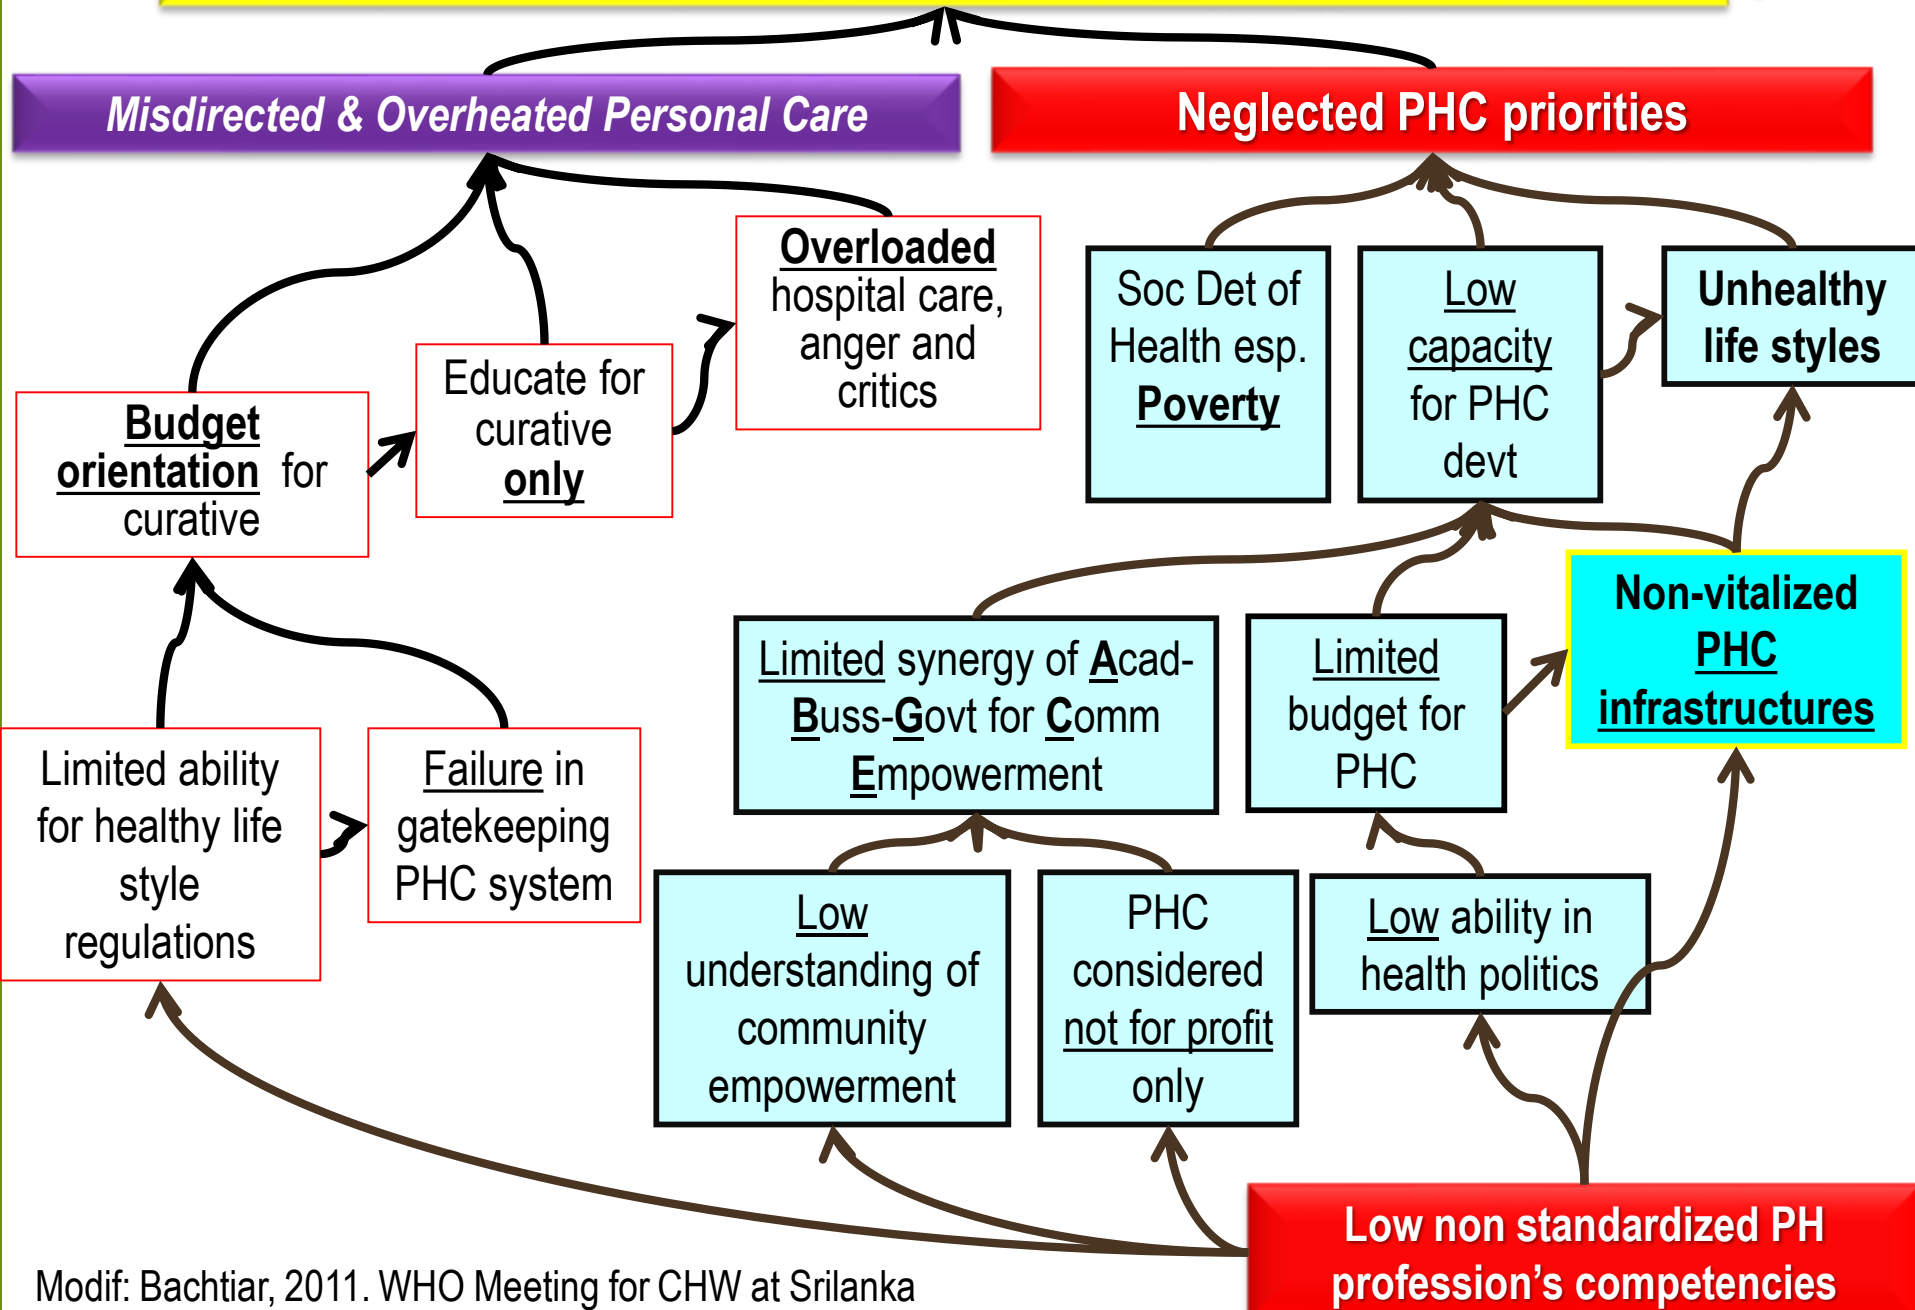 Misdirected & Overheated Personal Care
Neglected PHC priorities
Overloaded
hospital care,
anger and
critics
Soc Det of
Health esp.
Poverty
Low
capacity
for PHC
devt
Unhealthy
life styles
Educate for
curative
only
Budget
orientation for
curative
Non-vitalized
PHC
infrastructures
Limited synergy of Acad-
Buss-Govt for Comm
Empowerment
Limited
budget for
PHC
Limited ability
for healthy life
style
regulations
Failure in
gatekeeping
PHC system
Low
understanding of
community
empowerment
PHC
considered
not for profit
only
Low ability in
health politics
Low non standardized PH
profession's competencies
Modif: Bachtiar, 2011. WHO Meeting for CHW at Srilanka